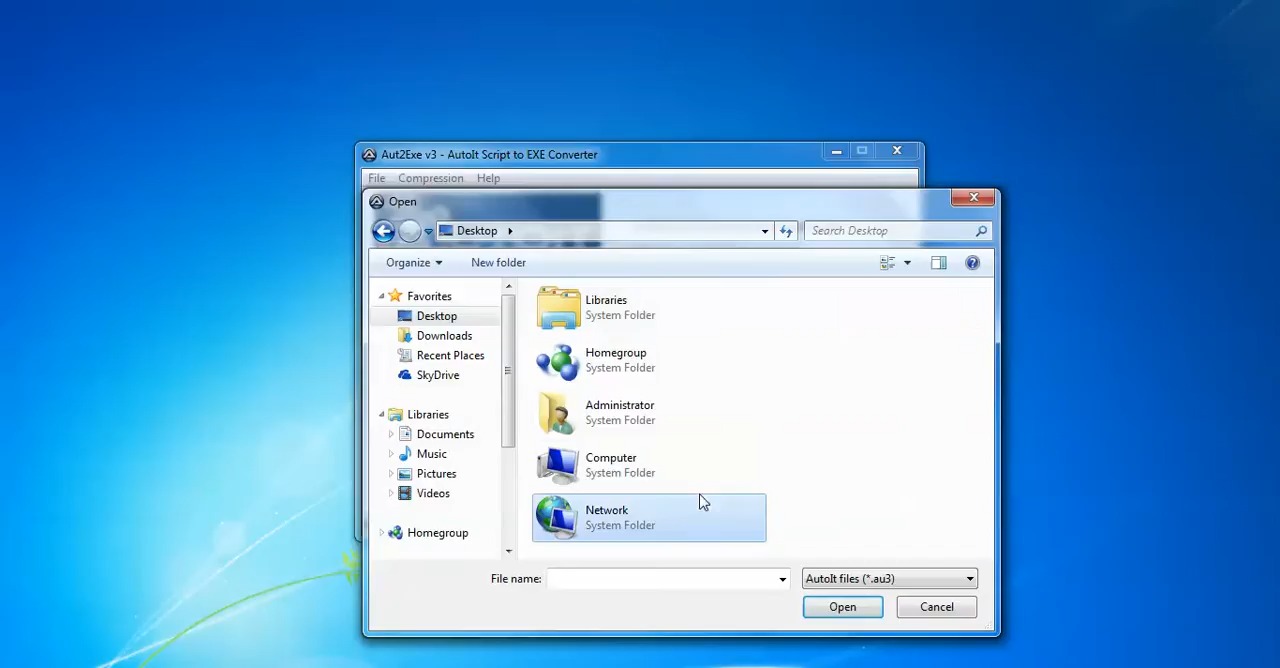 Aut2Exe v3 - AutoIt Script to EXE Converter
File Compression Help
Open
Desktop
Search Desktop
Organize New folder
Favorites
Desktop
Downloads
Recent Places
SkyDrive
Libraries
Documents
Music
Pictures
Videos
Homegroup
Libraries
System Folder
Homegroup
System Folder
Administrator
System Folder
Computer
System Folder
Network
System Folder
File name: AutoIt files (*.au3)
Open Cancel